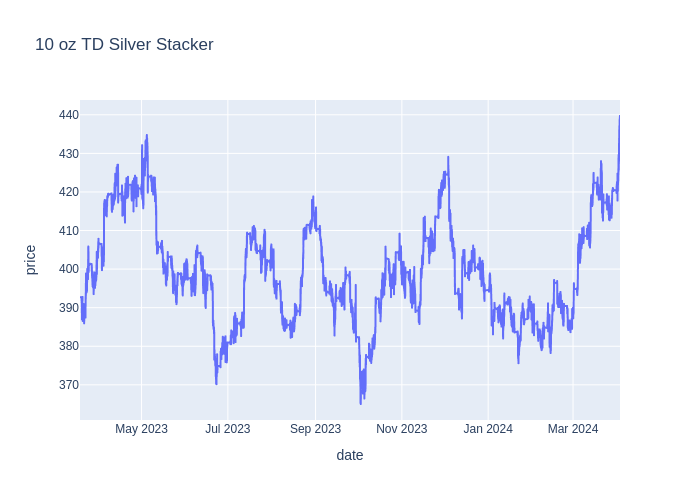 10 oz TD Silver Stacker
440
430
420
410
400
390
380
370
price
May 2023
Jul 2023
Sep 2023
Nov 2023
Jan 2024
Mar 2024
date